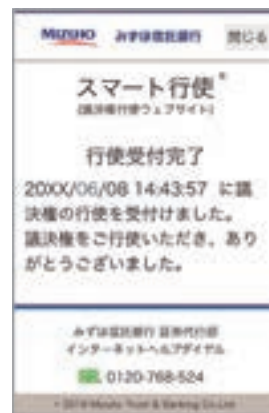 MIZUHO みずほ信託銀行 閉じる
スマート行使®
(議決権行使ウェブサイト)
行使受付完了
20XX/06/08 14:43:57 に議
決権の行使を受付けました。
議決権をご行使いただき、あり
がとうございました。
みずほ信託銀行 証券代行部
インターネットヘルプダイヤル
0120-768-524
Mizuho Trust & Banking Co.,Ltd.